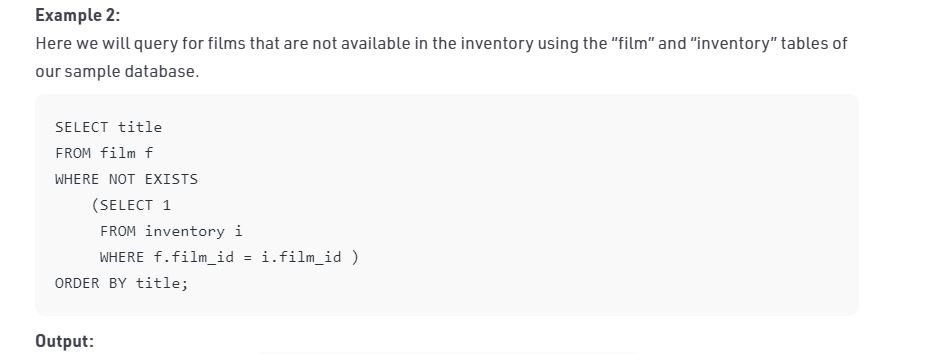 Example 2:
Here we will query for films that are not available in the inventory using the “film” and “inventory” tables of
our sample database.
SELECT title
FROM film f
WHERE NOT EXISTS
    (SELECT 1
     FROM inventory i
     WHERE f.film_id = i.film_id )
ORDER BY title;
Output: